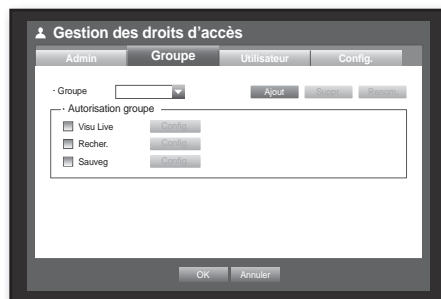 Gestion des droits d'accès
Admin Groupe Utilisateur Config.
· Groupe Ajout Suppr. Renom.
· Autorisation groupe
Visu Live Config.
Recher. Config.
Sauveg Config.
OK Annuler